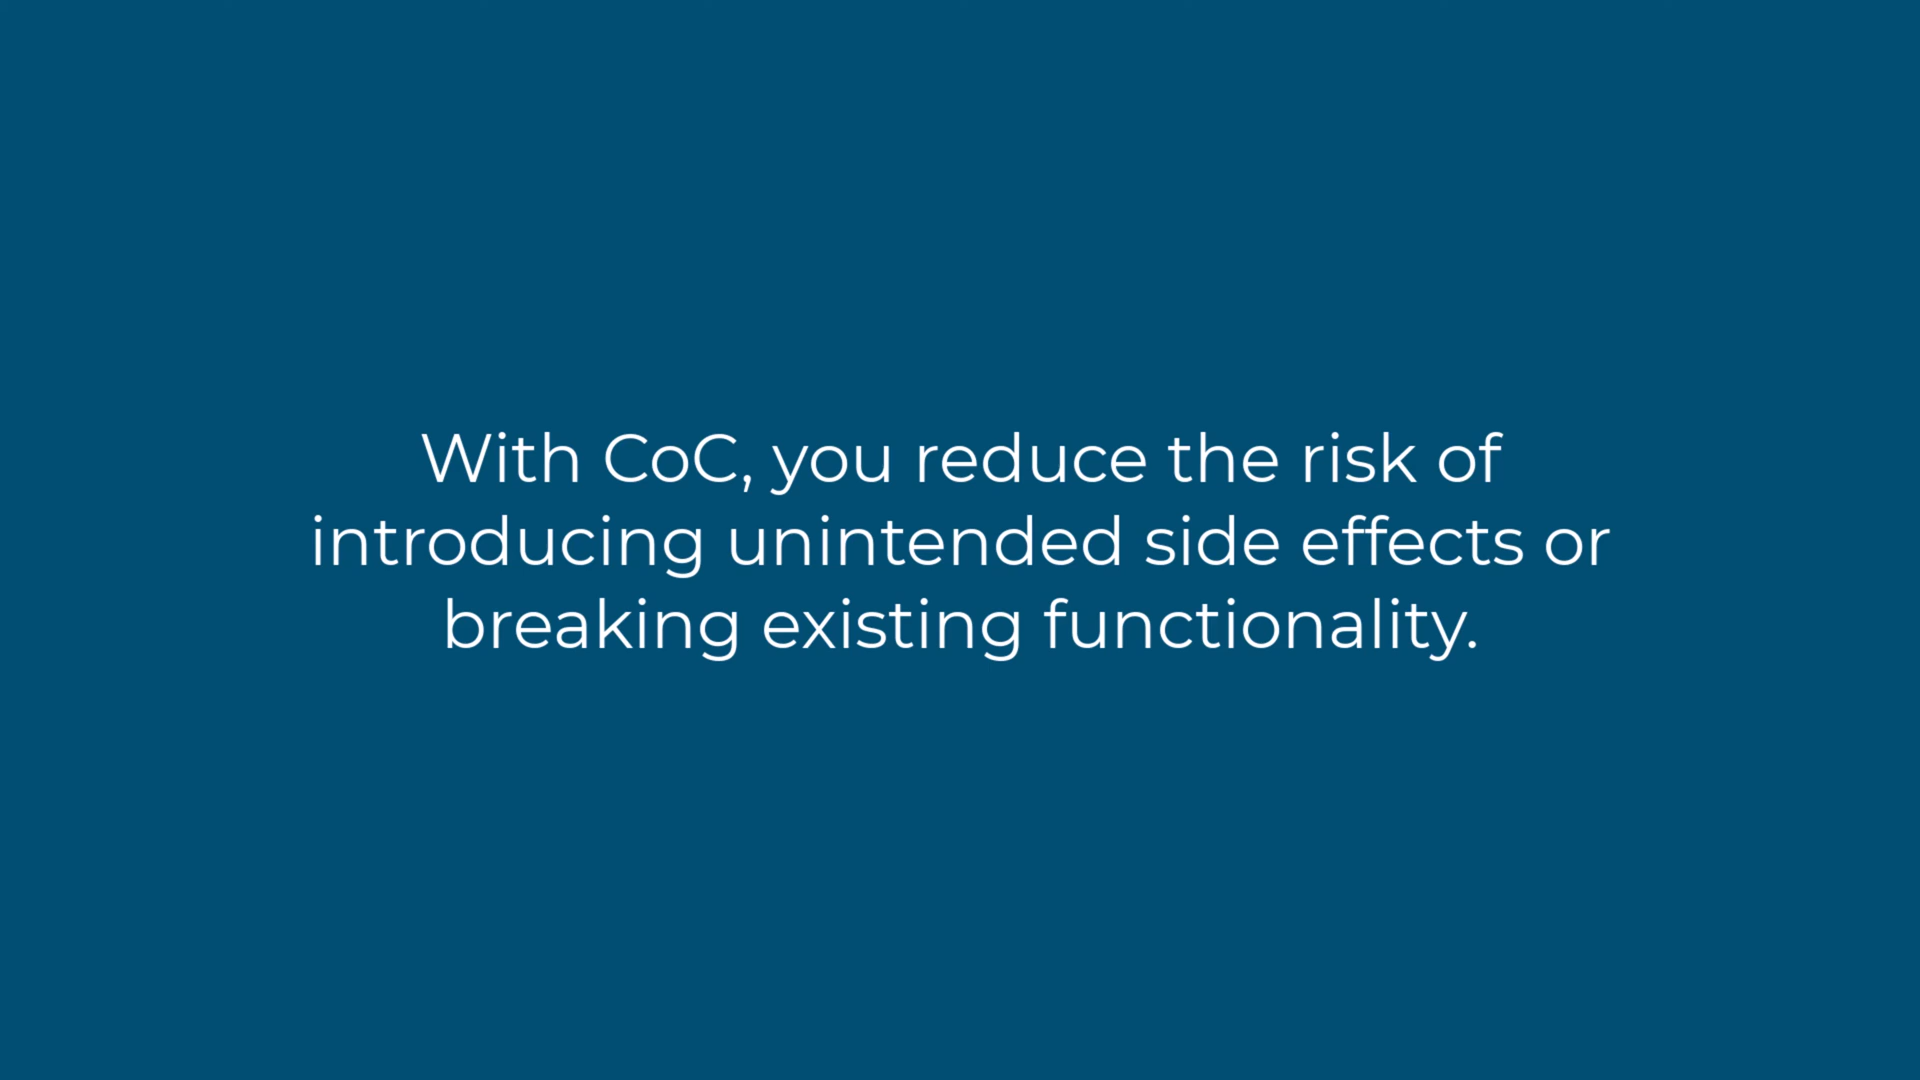 With CoC, you reduce the risk of
introducing unintended side effects or
breaking existing functionality.